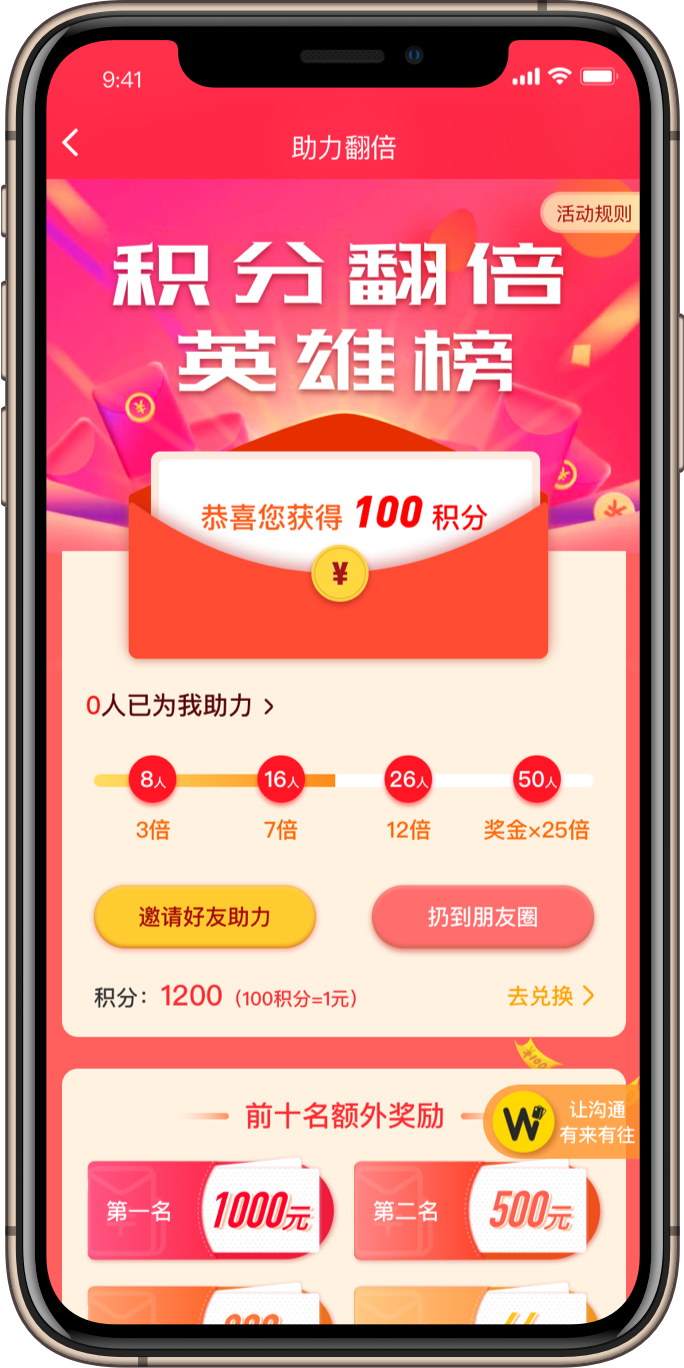 9:41
助力翻倍
活动规则
积分翻倍
英雄榜
恭喜您获得 100 积分
¥
0人已为我助力 >
8人 16人 26人 50人
3倍 7倍 12倍 奖金×25倍
邀请好友助力 扔到朋友圈
积分：1200（100积分=1元） 去兑换 >
前十名额外奖励
W 让沟通
有来有往
第一名 1000元 第二名 500元